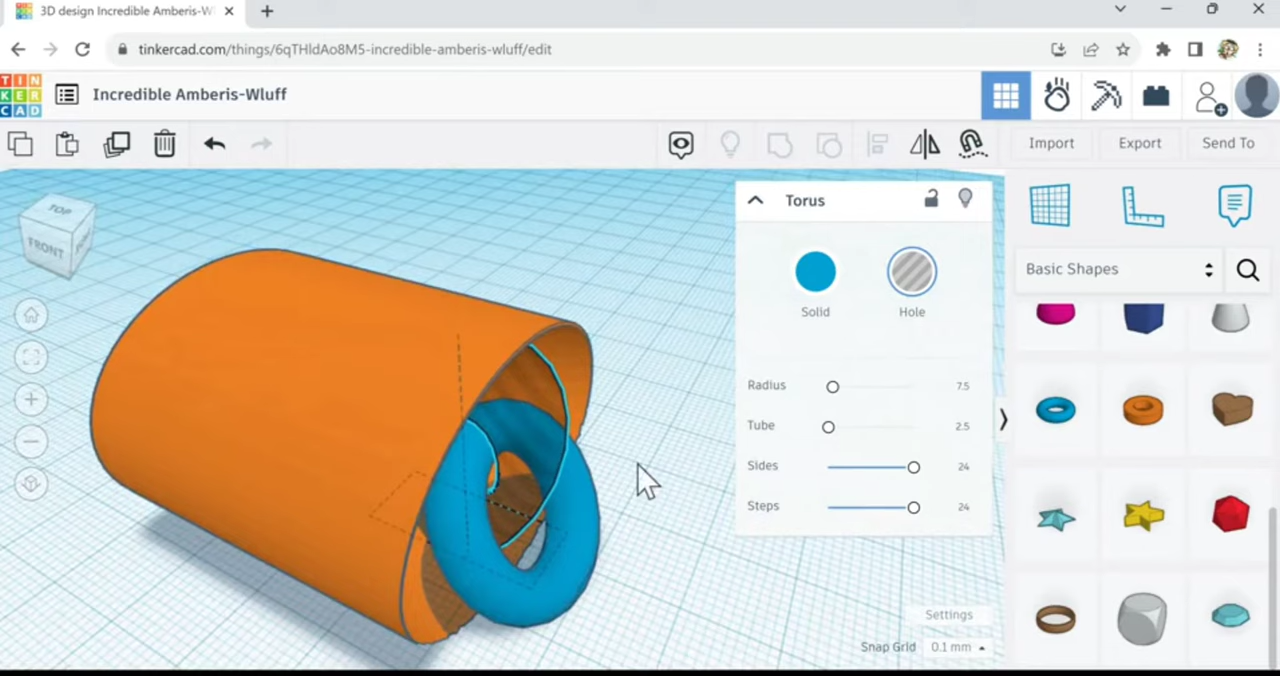 3D design Incredible Amberis-W
tinkercad.com/things/6qTHldAo8M5-incredible-amberis-wluff/edit
TIN
KER
CAD
Incredible Amberis-Wluff
Import
Export
Send To
TOP
FRONT
Torus
Solid
Hole
Radius
7.5
Tube
2.5
Sides
24
Steps
24
Basic Shapes
Settings
Snap Grid
0.1 mm